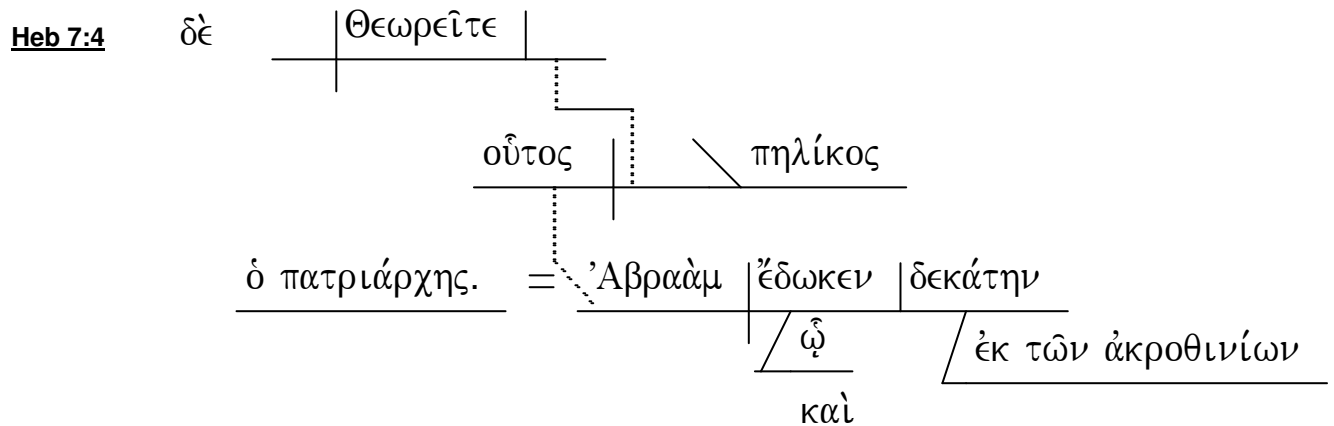 Heb 7:4 δὲ Θεωρεῖτε
οὗτος πηλίκος
ὁ πατριάρχης. = Ἀβραὰμ ἔδωκεν δεκάτην
ᾧ ἐκ τῶν ἀκροθινίων
καὶ